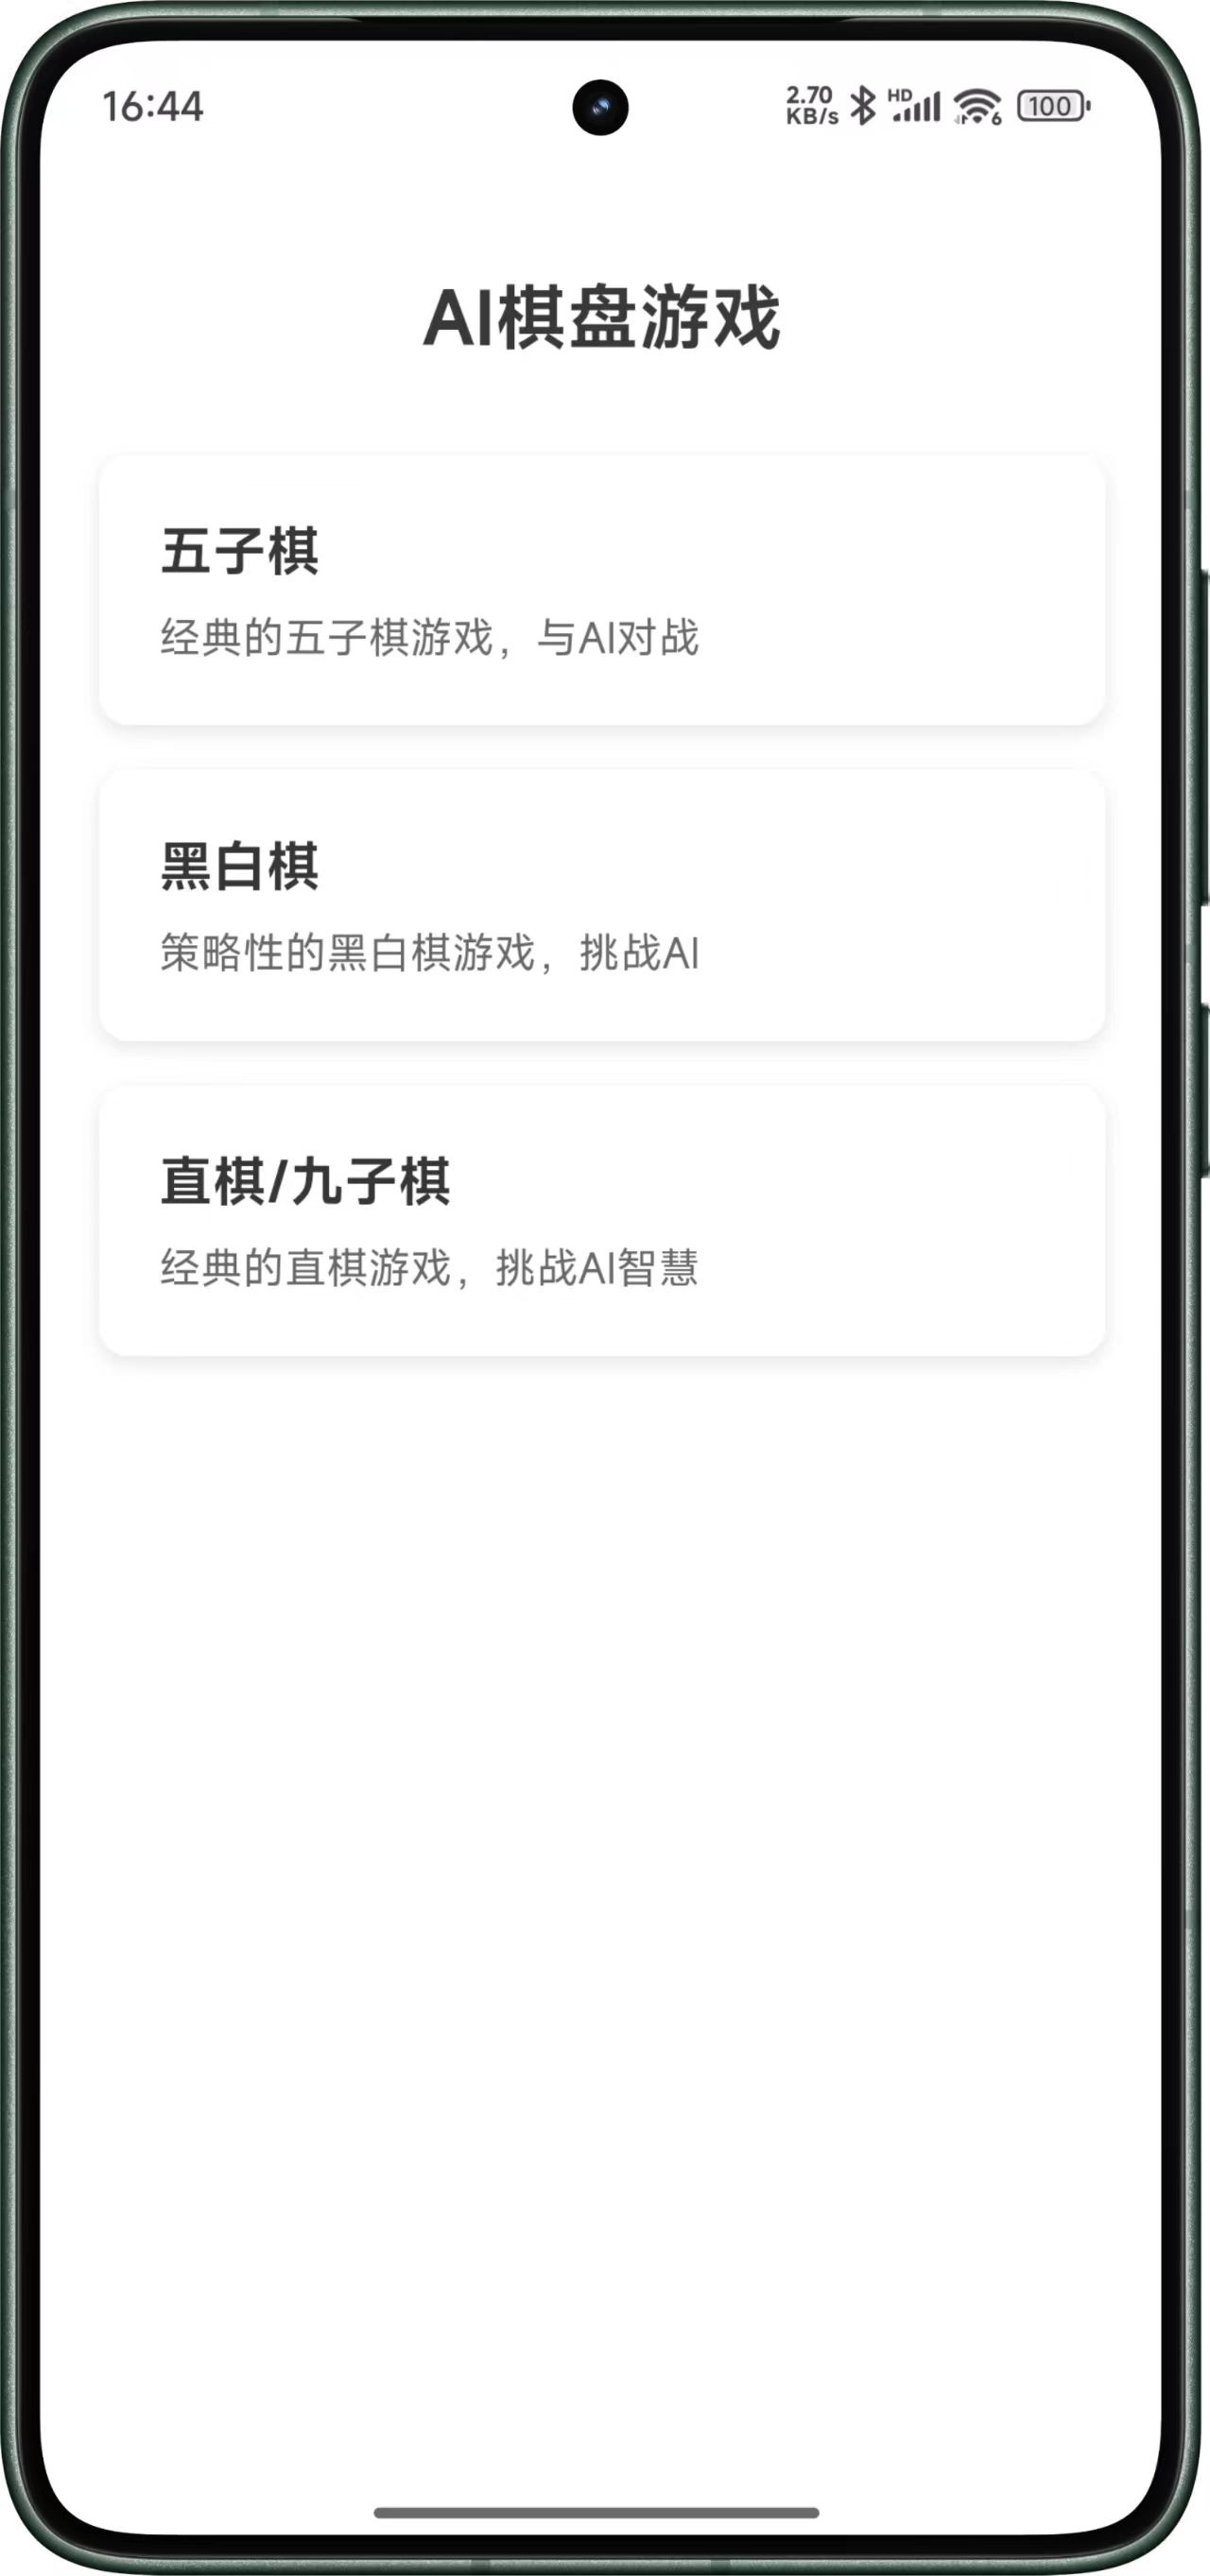 16:44
2.70
KB/s
HD
6
100
AI棋盘游戏
五子棋
经典的五子棋游戏，与AI对战
黑白棋
策略性的黑白棋游戏，挑战AI
直棋/九子棋
经典的直棋游戏，挑战AI智慧